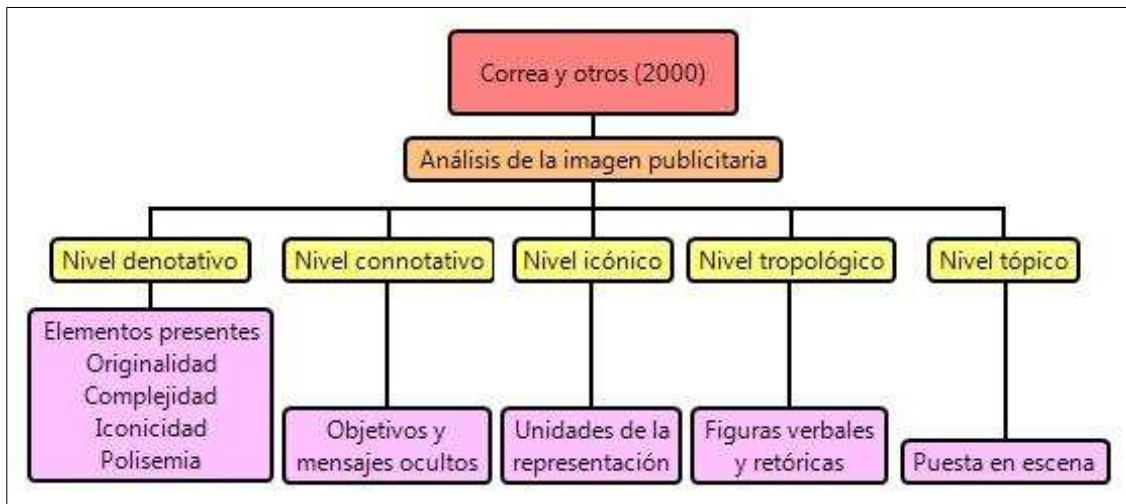 Correa y otros (2000)
Análisis de la imagen publicitaria
Nivel denotativo
Nivel connotativo
Nivel icónico
Nivel tropológico
Nivel tópico
Elementos presentes
Originalidad
Complejidad
Iconicidad
Polisemia
Objetivos y
mensajes ocultos
Unidades de la
representación
Figuras verbales
y retóricas
Puesta en escena